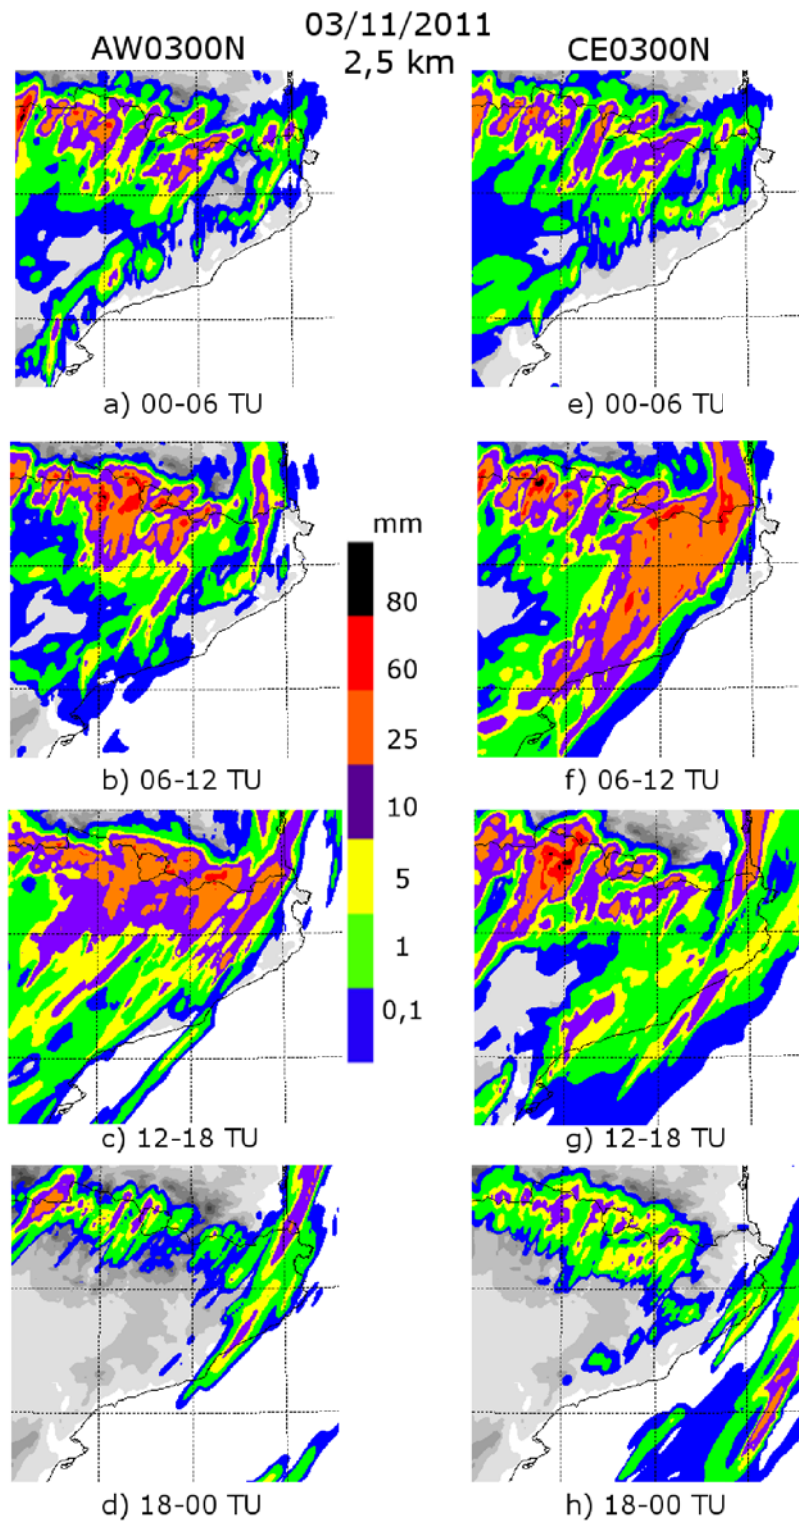 03/11/2011
AW0300N
2,5 km
CE0300N
a) 00-06 TU
e) 00-06 TU
mm
80
60
25
10
5
1
0,1
b) 06-12 TU
f) 06-12 TU
c) 12-18 TU
g) 12-18 TU
d) 18-00 TU
h) 18-00 TU